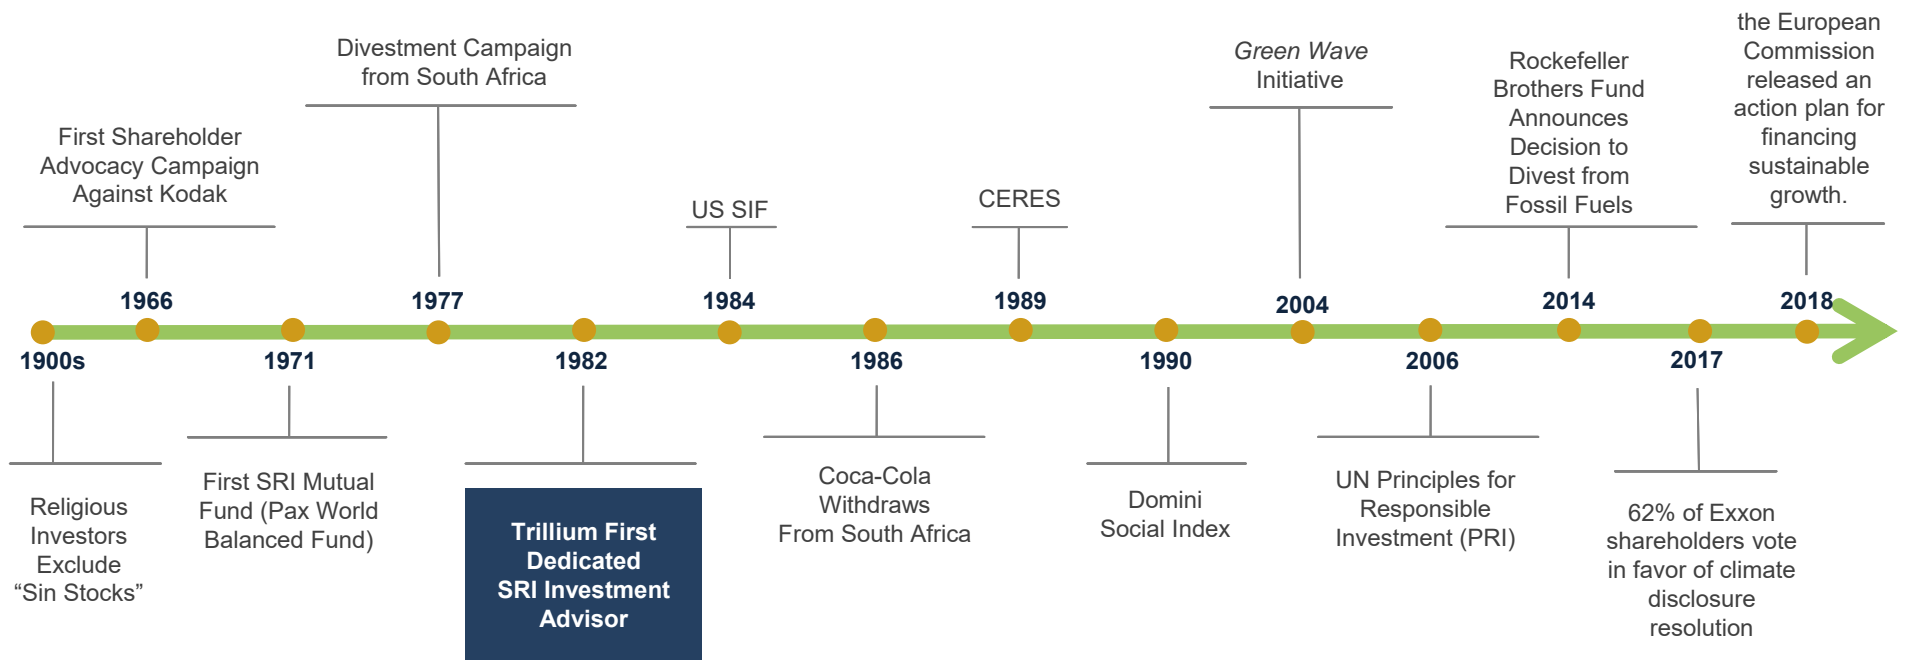 First Shareholder
Advocacy Campaign
Against Kodak
1966
Divestment Campaign
from South Africa
1977
US SIF
1984
CERES
1989
Green Wave
Initiative
2004
Rockefeller
Brothers Fund
Announces
Decision to
Divest from
Fossil Fuels
2014
the European
Commission
released an
action plan for
financing
sustainable
growth.
2018
1900s
Religious
Investors
Exclude
“Sin Stocks”
1971
First SRI Mutual
Fund (Pax World
Balanced Fund)
1982
Trillium First
Dedicated
SRI Investment
Advisor
1986
Coca-Cola
Withdraws
From South Africa
1990
Domini
Social Index
2006
UN Principles for
Responsible
Investment (PRI)
2017
62% of Exxon
shareholders vote
in favor of climate
disclosure
resolution